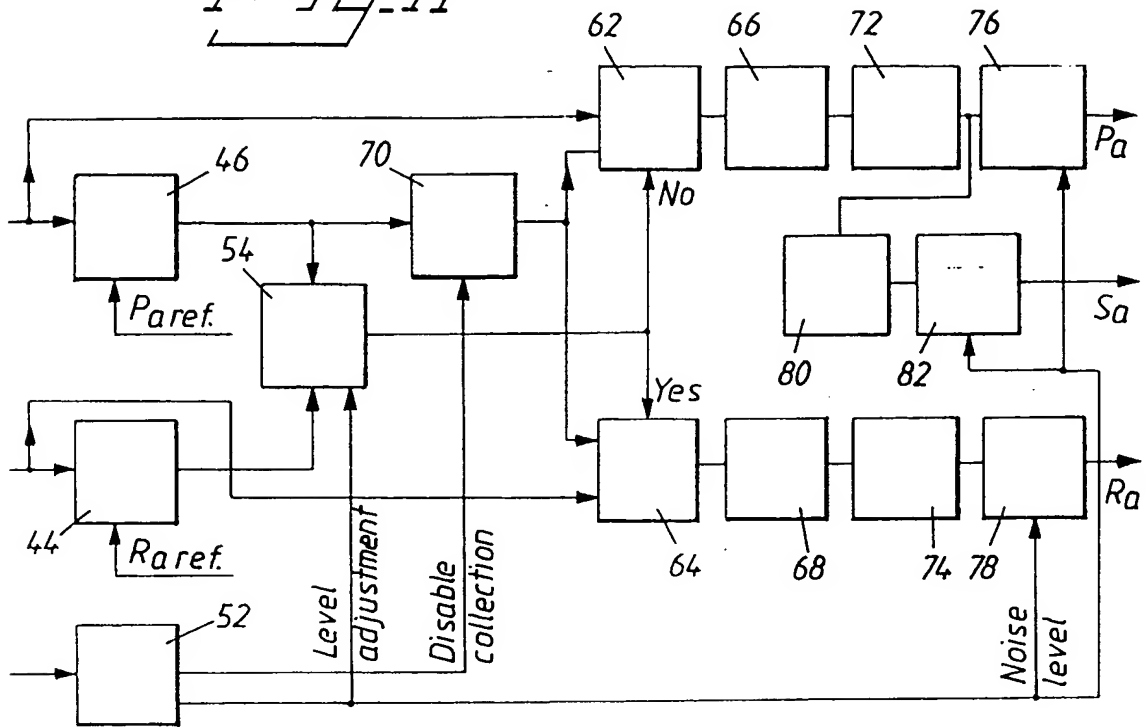 62
66
72
76
Pa
46
70
No
54
Pa ref.
Sa
80
82
Yes
Ra
44
Ra ref.
64
68
74
78
52
Level
adjustment
Disable
collection
Noise
level